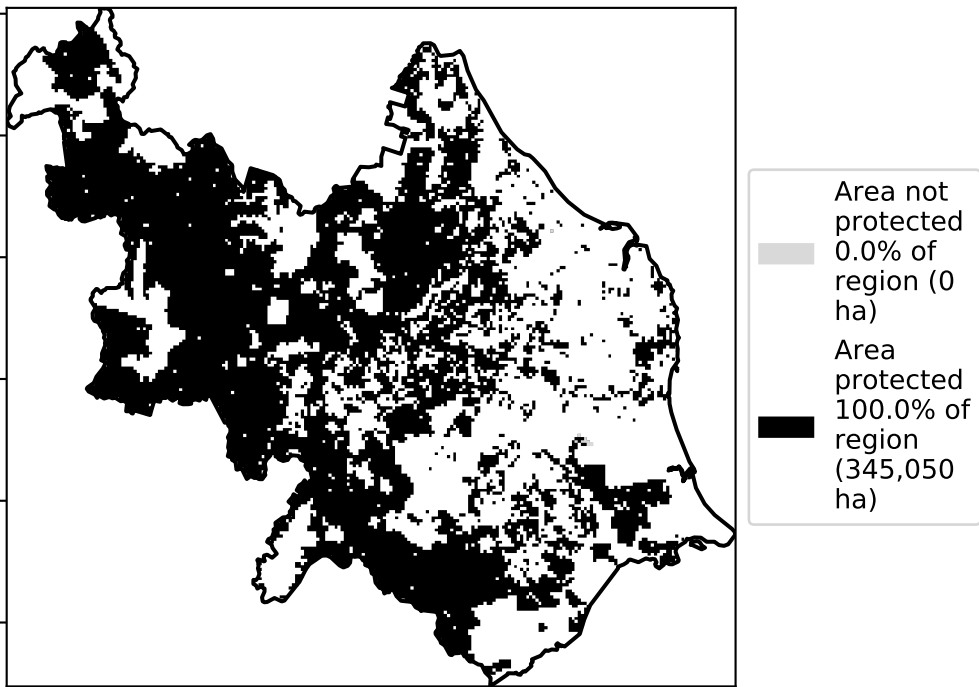 Area not
protected
0.0% of
region (0
ha)
Area
protected
100.0% of
region
(345,050
ha)